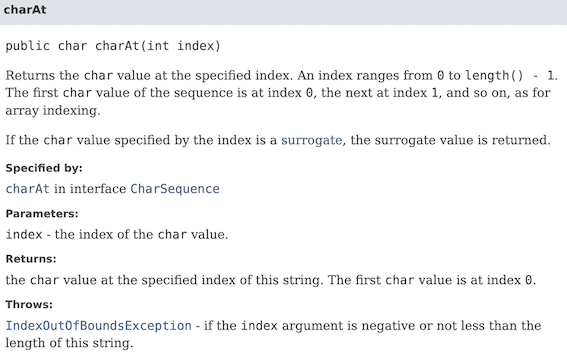 charAt
public char charAt(int index)
Returns the char value at the specified index. An index ranges from 0 to length() - 1.
The first char value of the sequence is at index 0, the next at index 1, and so on, as for
array indexing.
If the char value specified by the index is a surrogate, the surrogate value is returned.
Specified by:
charAt in interface CharSequence
Parameters:
index - the index of the char value.
Returns:
the char value at the specified index of this string. The first char value is at index 0.
Throws:
IndexOutOfBoundsException - if the index argument is negative or not less than the
length of this string.